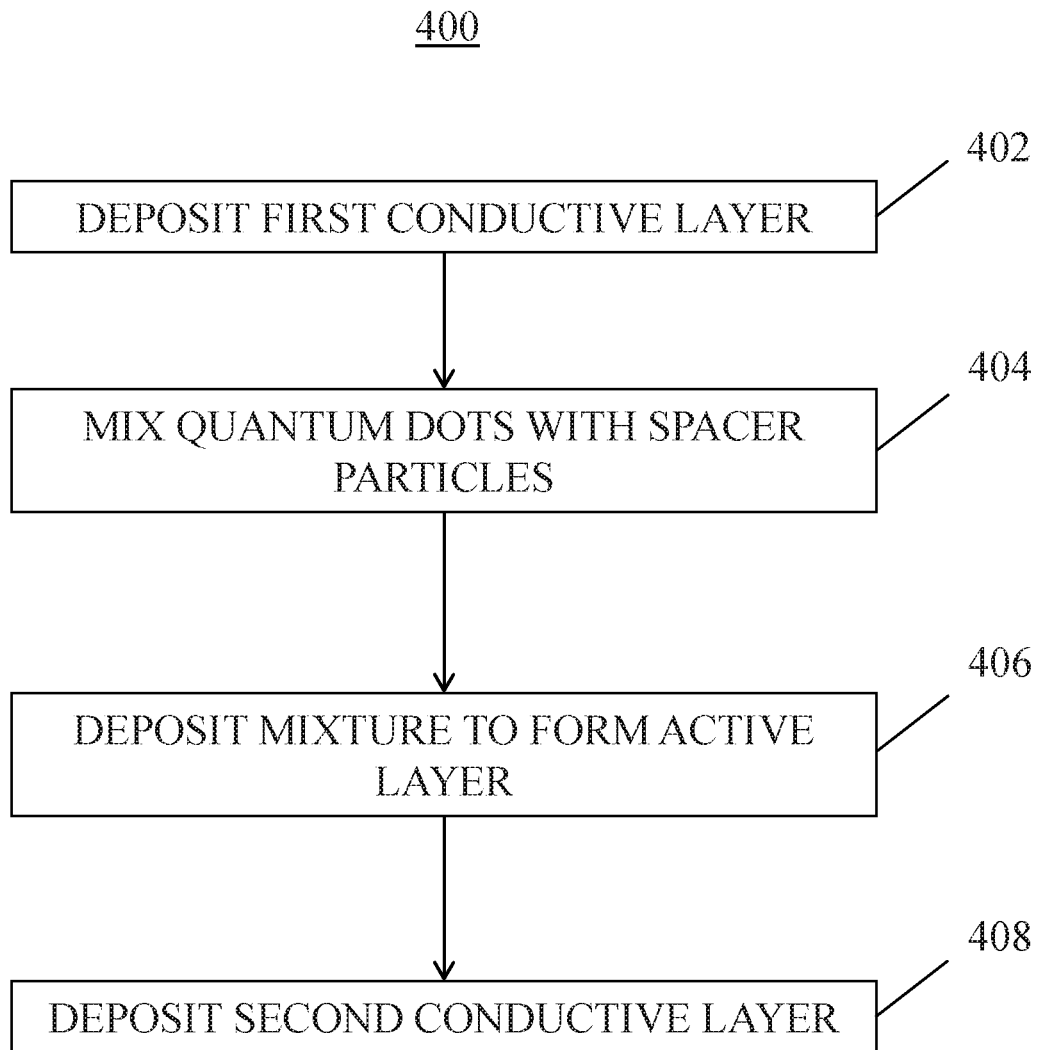 400
402
DEPOSIT FIRST CONDUCTIVE LAYER
404
MIX QUANTUM DOTS WITH SPACER
PARTICLES
406
DEPOSIT MIXTURE TO FORM ACTIVE
LAYER
408
DEPOSIT SECOND CONDUCTIVE LAYER